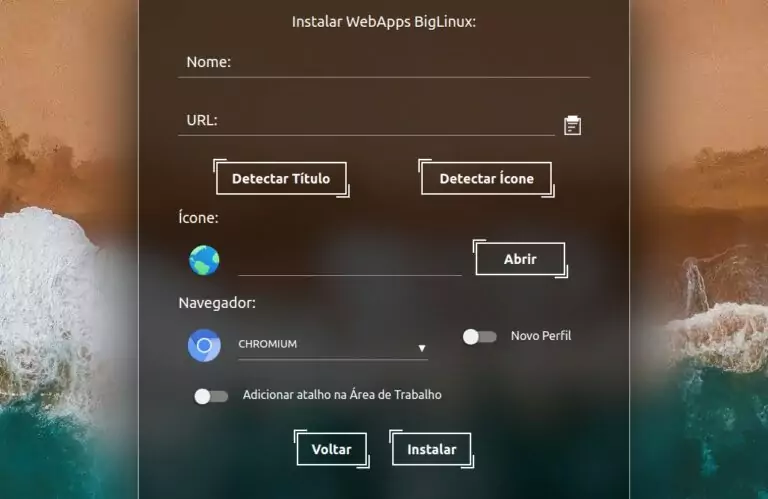 Instalar WebApps BigLinux:
Nome:
URL:
Detectar Título
Detectar Ícone
Ícone:
Abrir
Navegador:
CHROMIUM
Novo Perfil
Adicionar atalho na Área de Trabalho
Voltar
Instalar